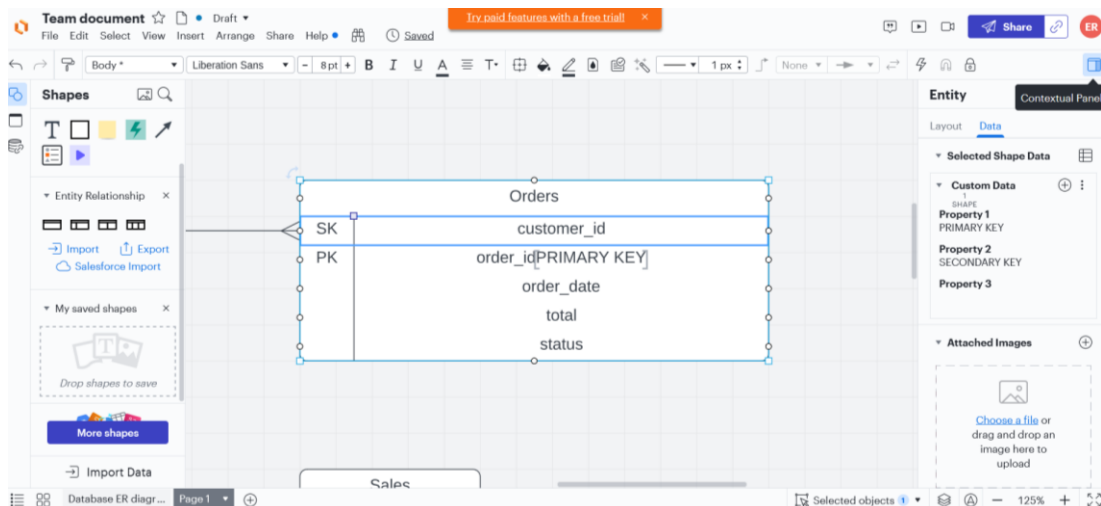 Team document Draft
Try paid features with a free trial! ×
File Edit Select View Insert Arrange Share Help Saved
Share
ER
Body * Liberation Sans - 8 pt + B I U A T 1 px None
Shapes
T
Entity Relationship ×
Import Export
Salesforce Import
My saved shapes ×
T
Drop shapes to save
More shapes
Import Data
Orders
SK customer_id
PK order_id[PRIMARY KEY]
order_date
total
status
Sales
Entity
Contextual Panel
Layout Data
Selected Shape Data
Custom Data
1
SHAPE
Property 1
PRIMARY KEY
Property 2
SECONDARY KEY
Property 3
Attached Images
Choose a file or
drag and drop an
image here to
upload
Database ER diagr... Page 1 Selected objects 1 A - 125% +